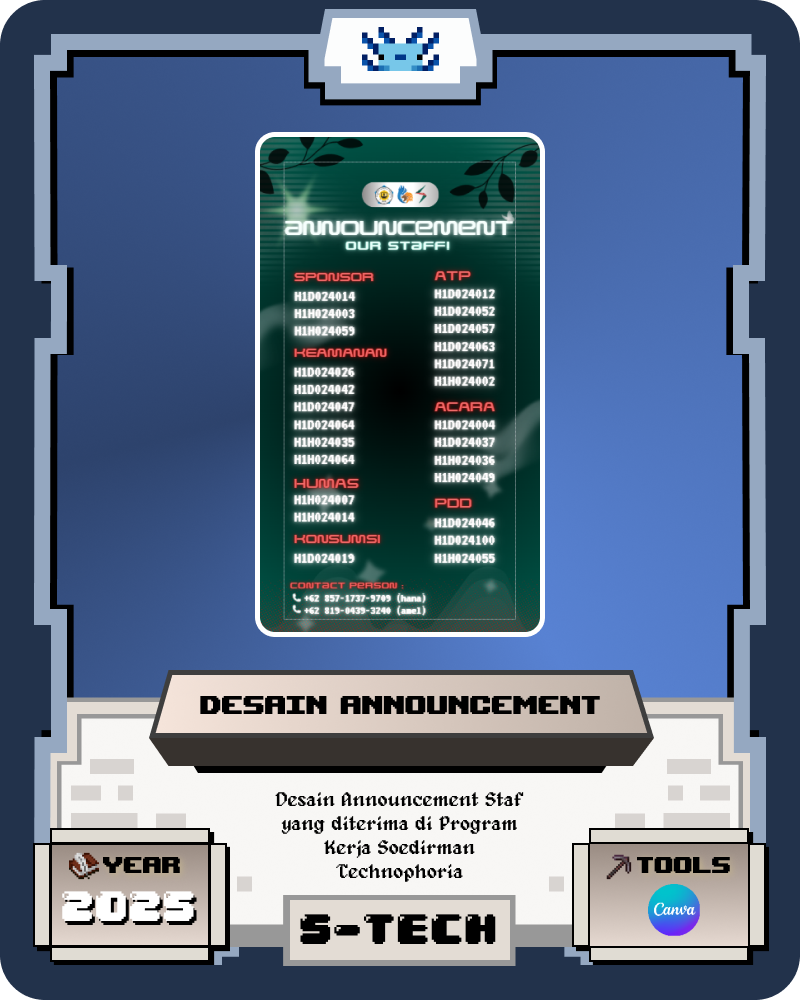 ANNOUNCEMENT
OUR STAFF!
SPONSOR
H1D024014
H1H024003
H1H024059
KEAMANAN
H1D024026
H1D024042
H1D024047
H1D024064
H1H024035
H1H024064
HUMAS
H1H024007
H1H024014
KONSUMSI
H1D024019
ATP
H1D024012
H1D024052
H1D024057
H1D024063
H1D024071
H1H024002
ACARA
H1D024004
H1D024037
H1H024036
H1H024049
PDD
H1D024046
H1D024100
H1H024055
CONTACT PERSON :
+62 857-1737-9709 (hana)
+62 819-0439-3240 (amel)
DESAIN ANNOUNCEMENT
Desain Announcement Staf
yang diterima di Program
Kerja Soedirman
Technophoria
YEAR
2025
S-TECH
TOOLS
Canva